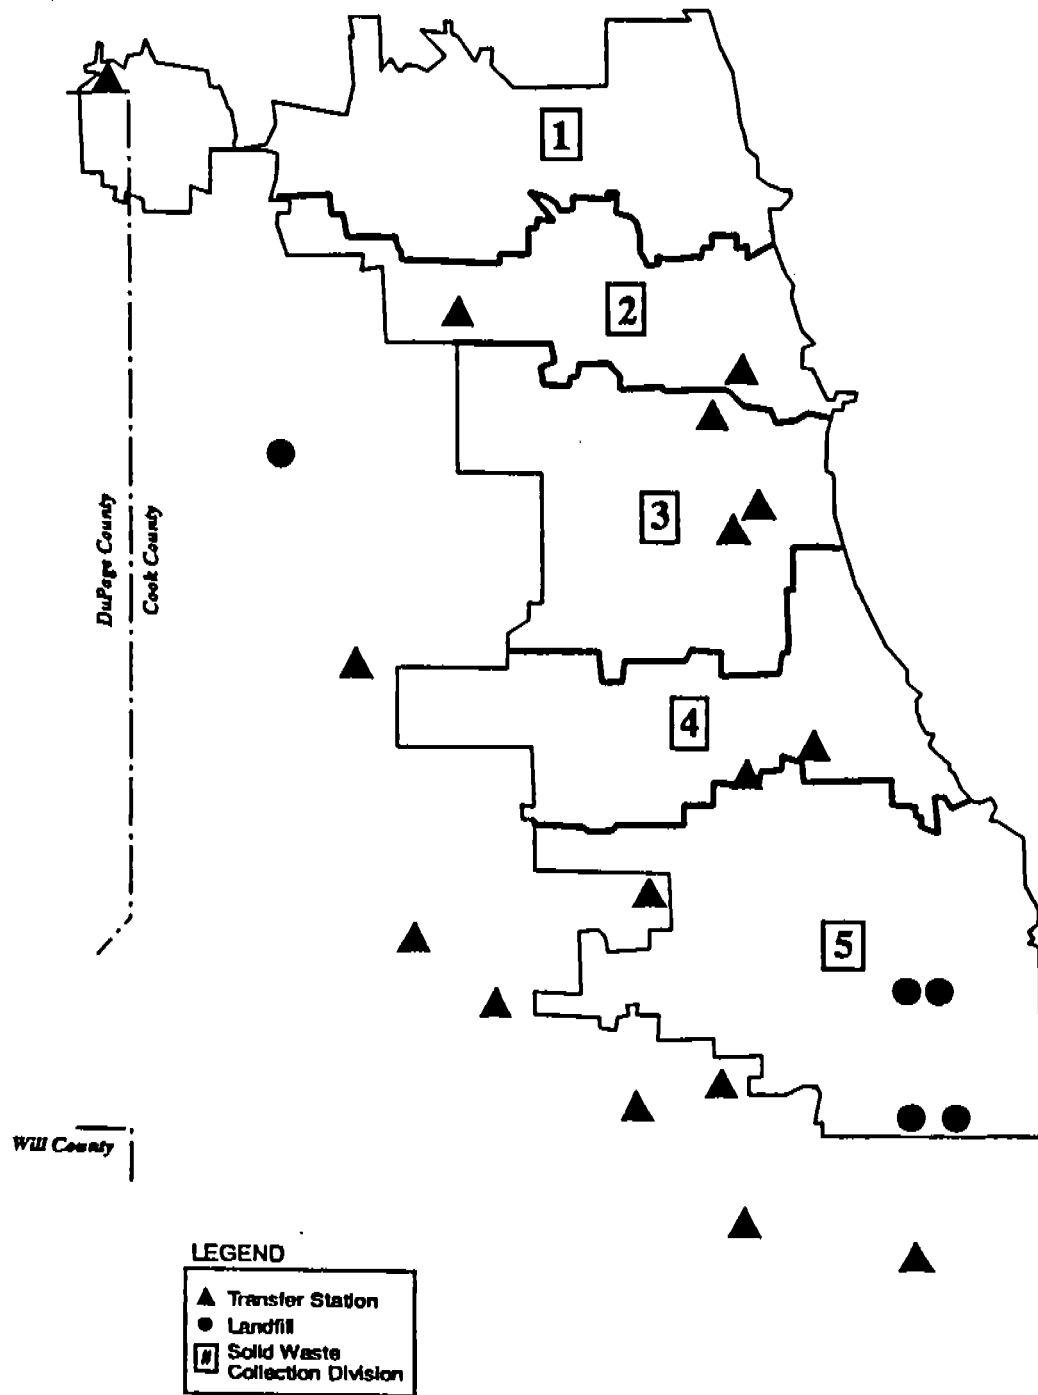 1
2
3
DuPage County
Cook County
4
5
Will County
LEGEND
Transfer Station
Landfill
# Solid Waste
Collection Division